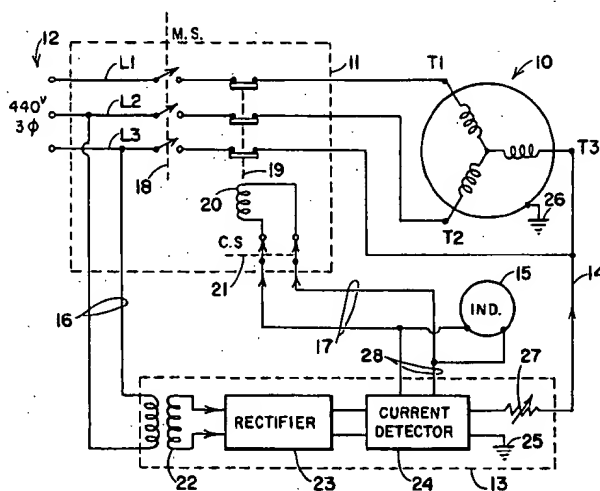 12
M.S.
L1
11
T1
10
440V
3Φ
L2
L3
T3
18
19
20
26
T2
C.S
21
15
IND.
16
17
14
28
27
RECTIFIER
CURRENT
DETECTOR
25
22
23
24
13